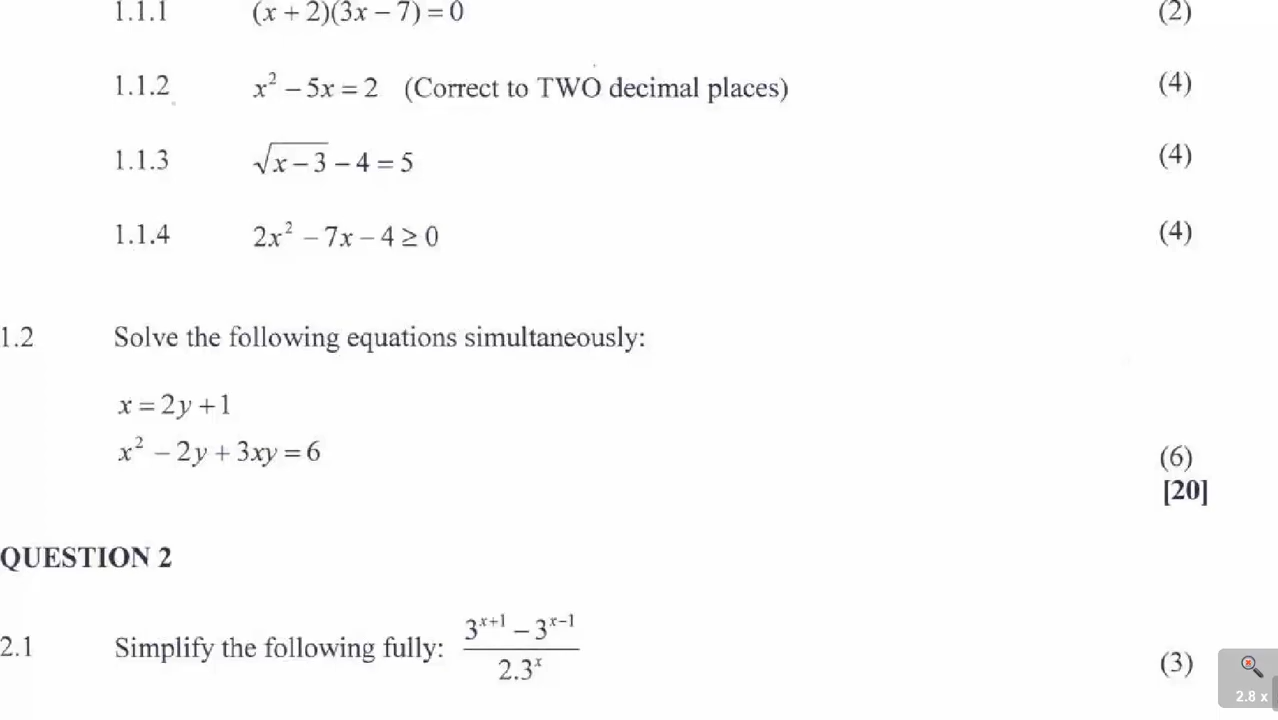 1.1.1 (x + 2)(3x − 7) = 0 (2)
1.1.2 x² − 5x = 2 (Correct to TWO decimal places) (4)
1.1.3 √(x − 3) − 4 = 5 (4)
1.1.4 2x² − 7x − 4 ≥ 0 (4)
1.2 Solve the following equations simultaneously:
x = 2y + 1
x² − 2y + 3xy = 6 (6)
[20]
QUESTION 2
2.1 Simplify the following fully: (3^(x+1) − 3^(x−1)) / (2.3^x) (3)
2.8 x